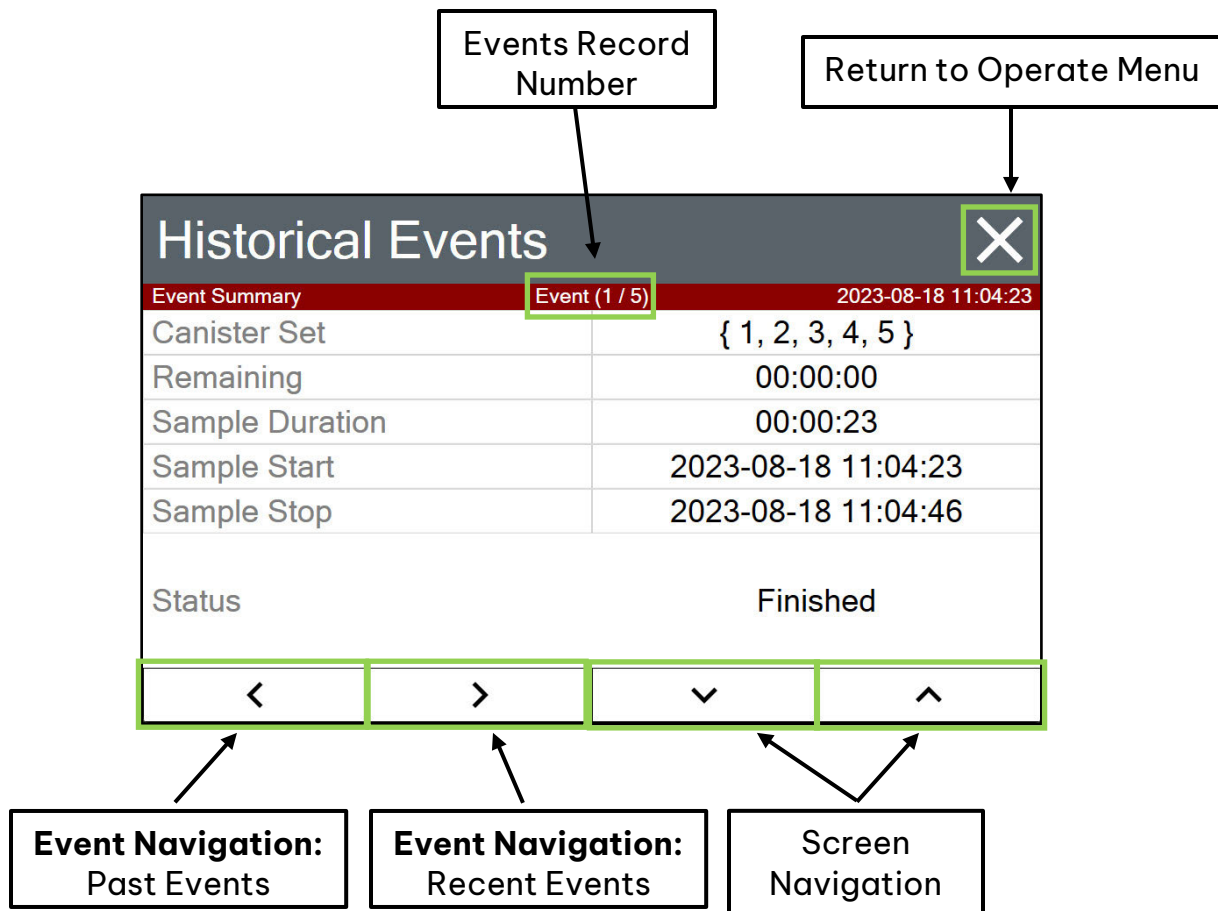 Events Record
Number
Return to Operate Menu
Historical Events
Event Summary Event (1 / 5) 2023-08-18 11:04:23
Canister Set { 1, 2, 3, 4, 5 }
Remaining 00:00:00
Sample Duration 00:00:23
Sample Start 2023-08-18 11:04:23
Sample Stop 2023-08-18 11:04:46
Status Finished
Event Navigation:
Past Events
Event Navigation:
Recent Events
Screen
Navigation